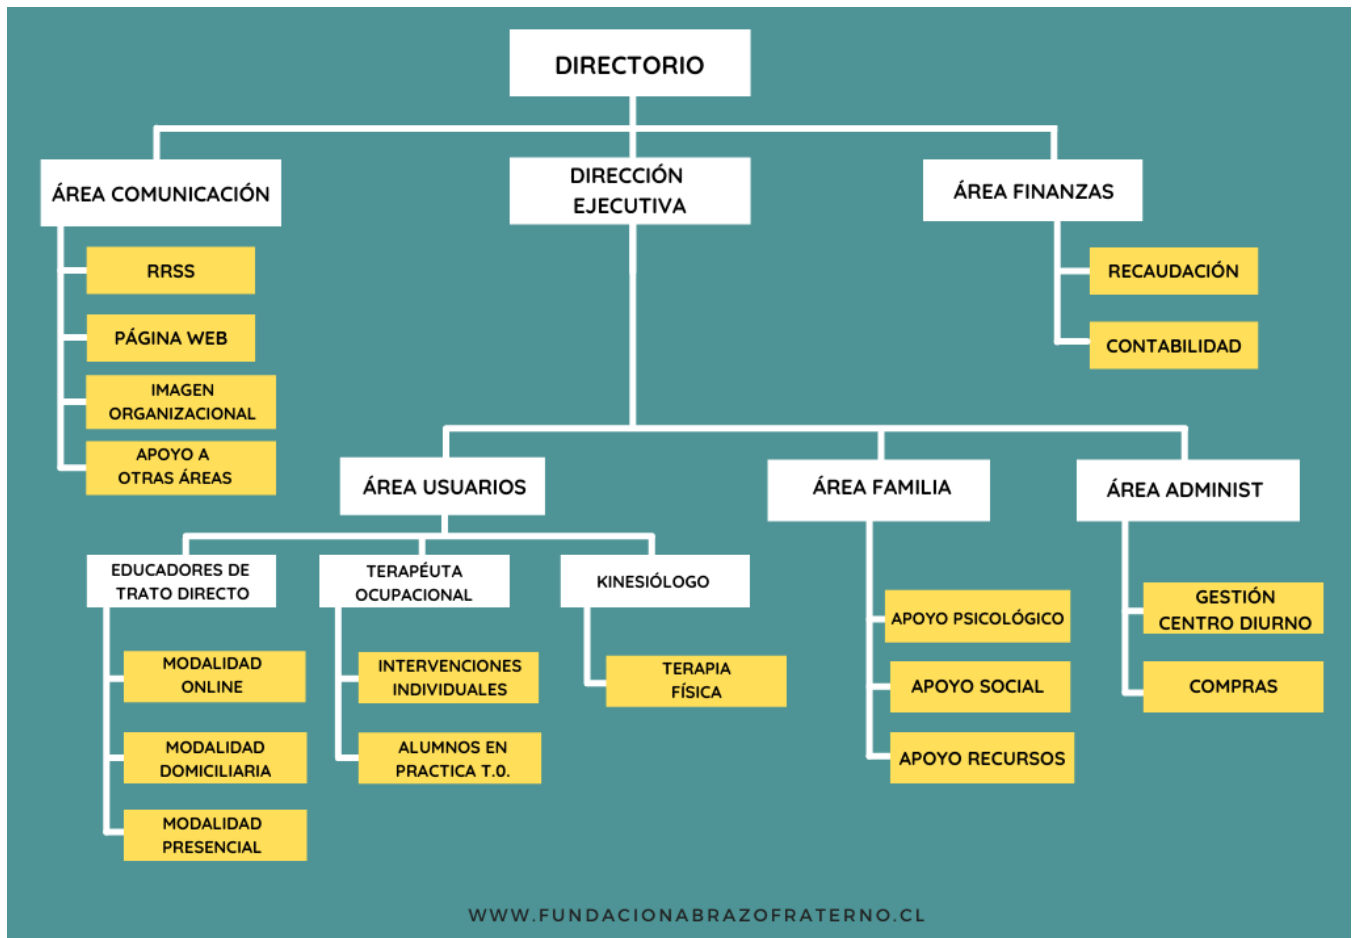 DIRECTORIO
ÁREA COMUNICACIÓN
DIRECCIÓN
EJECUTIVA
ÁREA FINANZAS
RRSS
PÁGINA WEB
IMAGEN
ORGANIZACIONAL
APOYO A
OTRAS ÁREAS
RECAUDACIÓN
CONTABILIDAD
ÁREA USUARIOS
ÁREA FAMILIA
ÁREA ADMINIST
EDUCADORES DE
TRATO DIRECTO
TERAPÉUTA
OCUPACIONAL
KINESIÓLOGO
MODALIDAD
ONLINE
MODALIDAD
DOMICILIARIA
MODALIDAD
PRESENCIAL
INTERVENCIONES
INDIVIDUALES
ALUMNOS EN
PRACTICA T.0.
TERAPIA
FÍSICA
APOYO PSICOLÓGICO
APOYO SOCIAL
APOYO RECURSOS
GESTIÓN
CENTRO DIURNO
COMPRAS
WWW.FUNDACIONABRAZOFRATERNO.CL